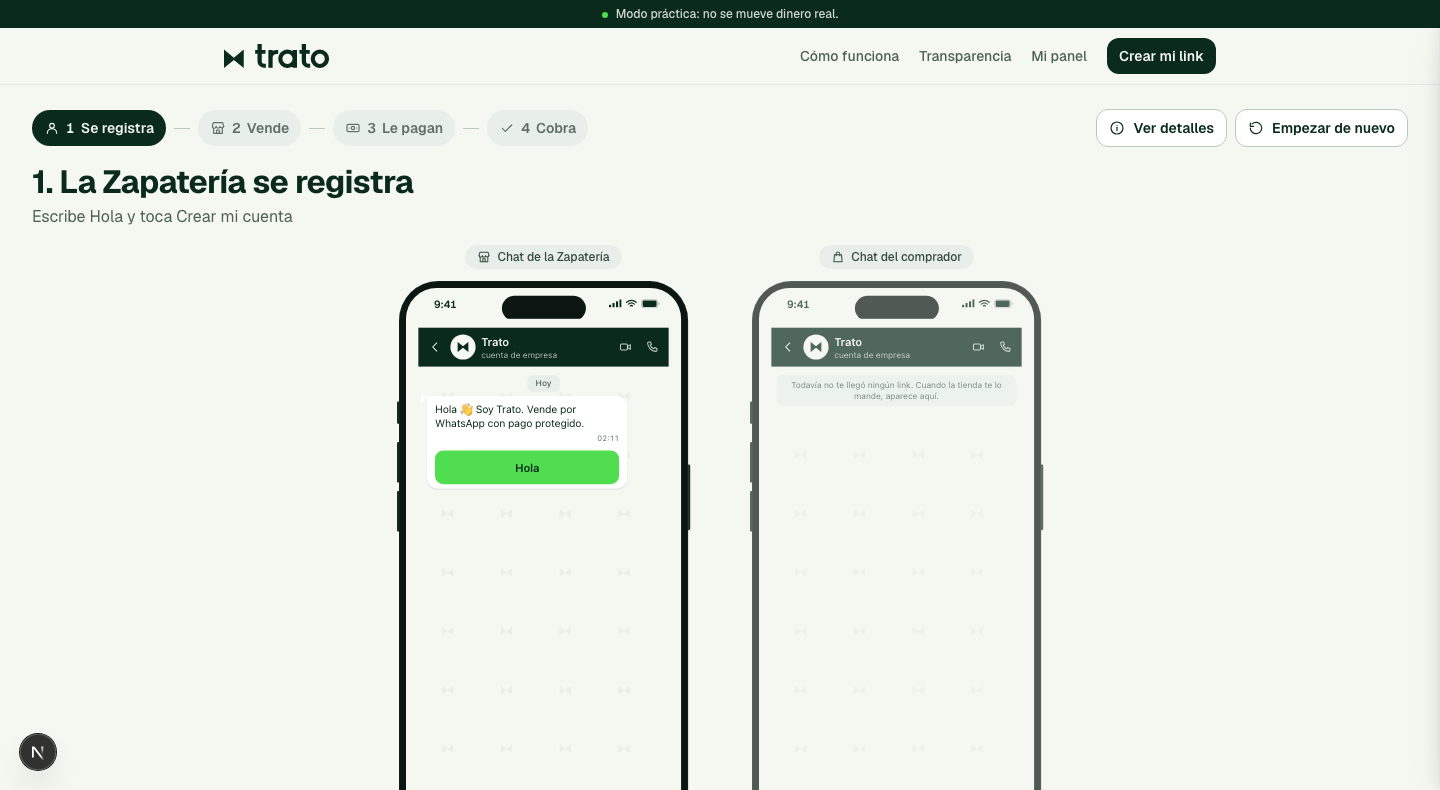 Modo práctica: no se mueve dinero real.
trato
Cómo funciona
Transparencia
Mi panel
Crear mi link
1 Se registra
2 Vende
3 Le pagan
4 Cobra
Ver detalles
Empezar de nuevo
1. La Zapatería se registra
Escribe Hola y toca Crear mi cuenta
Chat de la Zapatería
9:41
Trato
cuenta de empresa
Hoy
Hola 👋 Soy Trato. Vende por
WhatsApp con pago protegido.
02:11
Hola
Chat del comprador
9:41
Trato
cuenta de empresa
Todavía no te llegó ningún link. Cuando la tienda te lo
mande, aparece aquí.
N